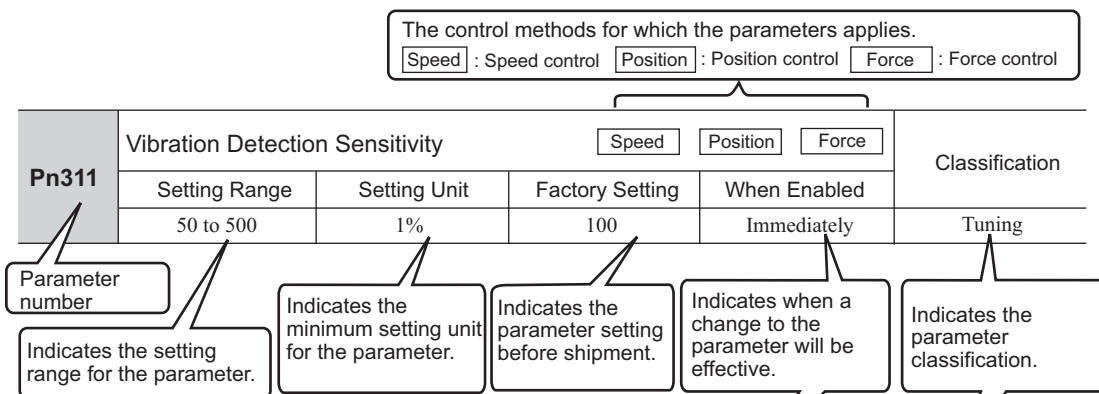 The control methods for which the parameters applies.
Speed : Speed control Position : Position control Force : Force control
Pn311
Vibration Detection Sensitivity Speed Position Force
Classification
Setting Range Setting Unit Factory Setting When Enabled
50 to 500 1% 100 Immediately Tuning
Parameter
number
Indicates the setting
range for the parameter.
Indicates the
minimum setting unit
for the parameter.
Indicates the
parameter setting
before shipment.
Indicates when a
change to the
parameter will be
effective.
Indicates the
parameter
classification.